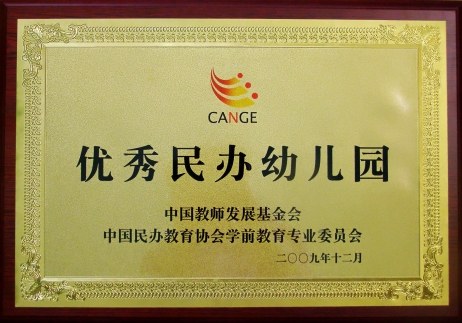 CANGE
优秀民办幼儿园
中国教师发展基金会
中国民办教育协会学前教育专业委员会
二〇〇九年十二月